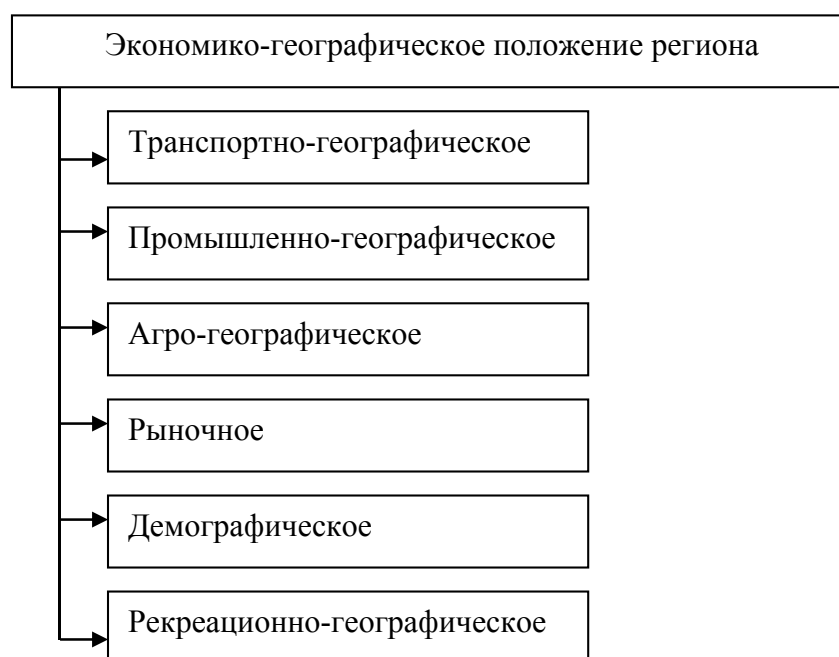 Экономико-географическое положение региона
Транспортно-географическое
Промышленно-географическое
Агро-географическое
Рыночное
Демографическое
Рекреационно-географическое